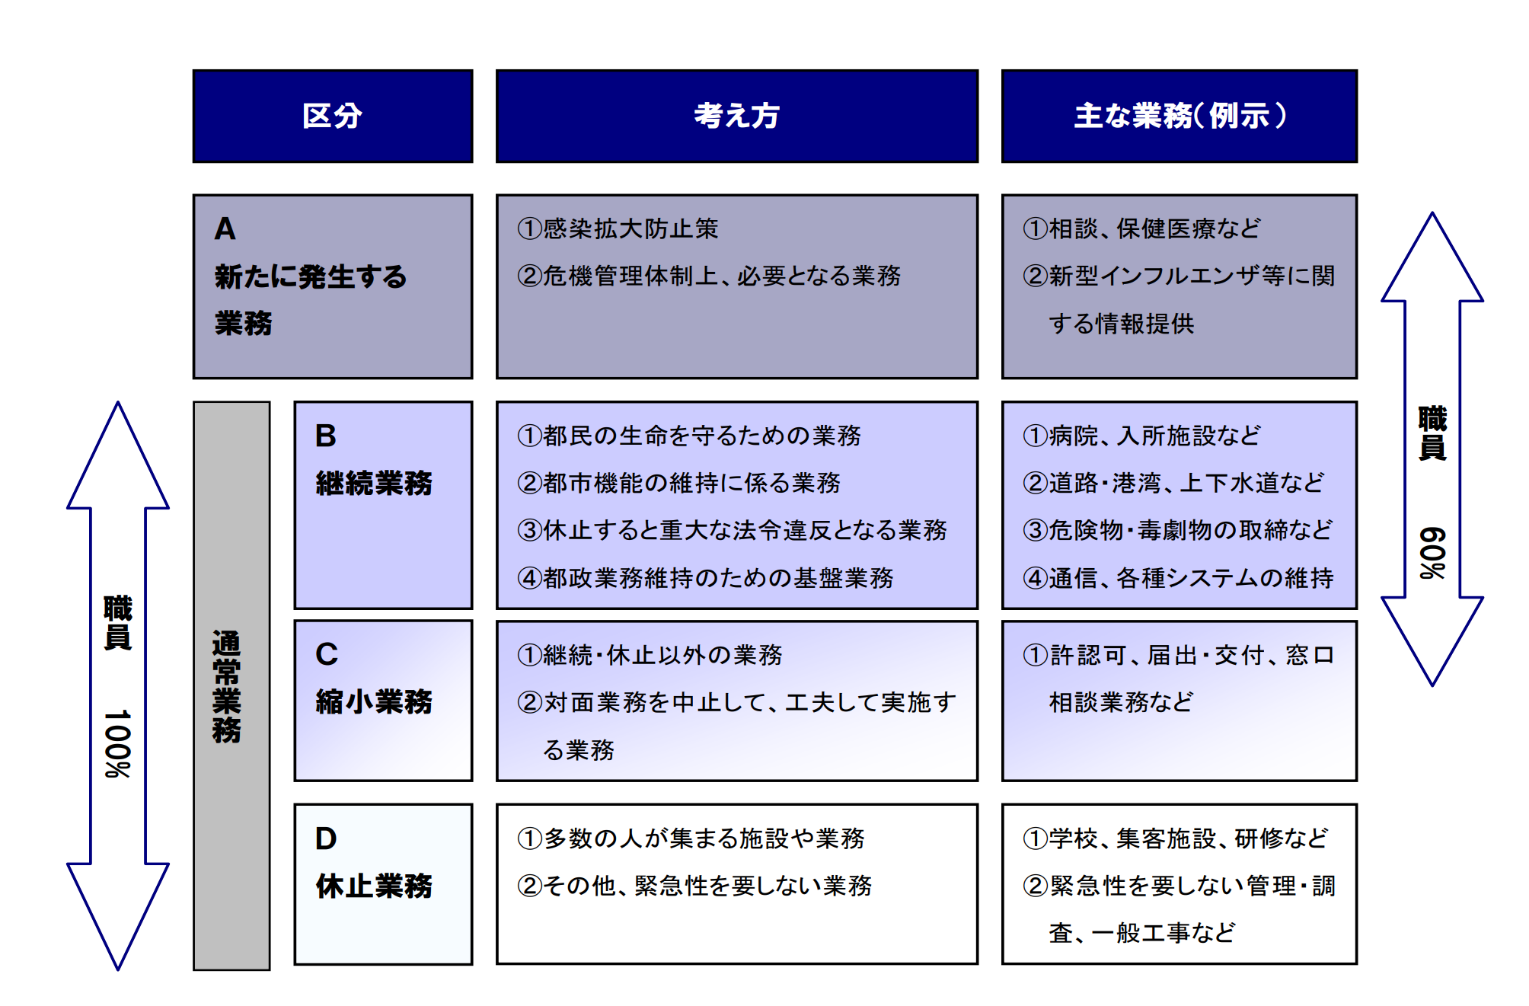 区分
考え方
主な業務(例示)
A
新たに発生する
業務
①感染拡大防止策
②危機管理体制上、必要となる業務
①相談、保健医療など
②新型インフルエンザ等に関
する情報提供
職員 60%
職員 100%
通常業務
B
継続業務
①都民の生命を守るための業務
②都市機能の維持に係る業務
③休止すると重大な法令違反となる業務
④都政業務維持のための基盤業務
①病院、入所施設など
②道路・港湾、上下水道など
③危険物・毒劇物の取締など
④通信、各種システムの維持
C
縮小業務
①継続・休止以外の業務
②対面業務を中止して、工夫して実施す
る業務
①許認可、届出・交付、窓口
相談業務など
D
休止業務
①多数の人が集まる施設や業務
②その他、緊急性を要しない業務
①学校、集客施設、研修など
②緊急性を要しない管理・調
査、一般工事など